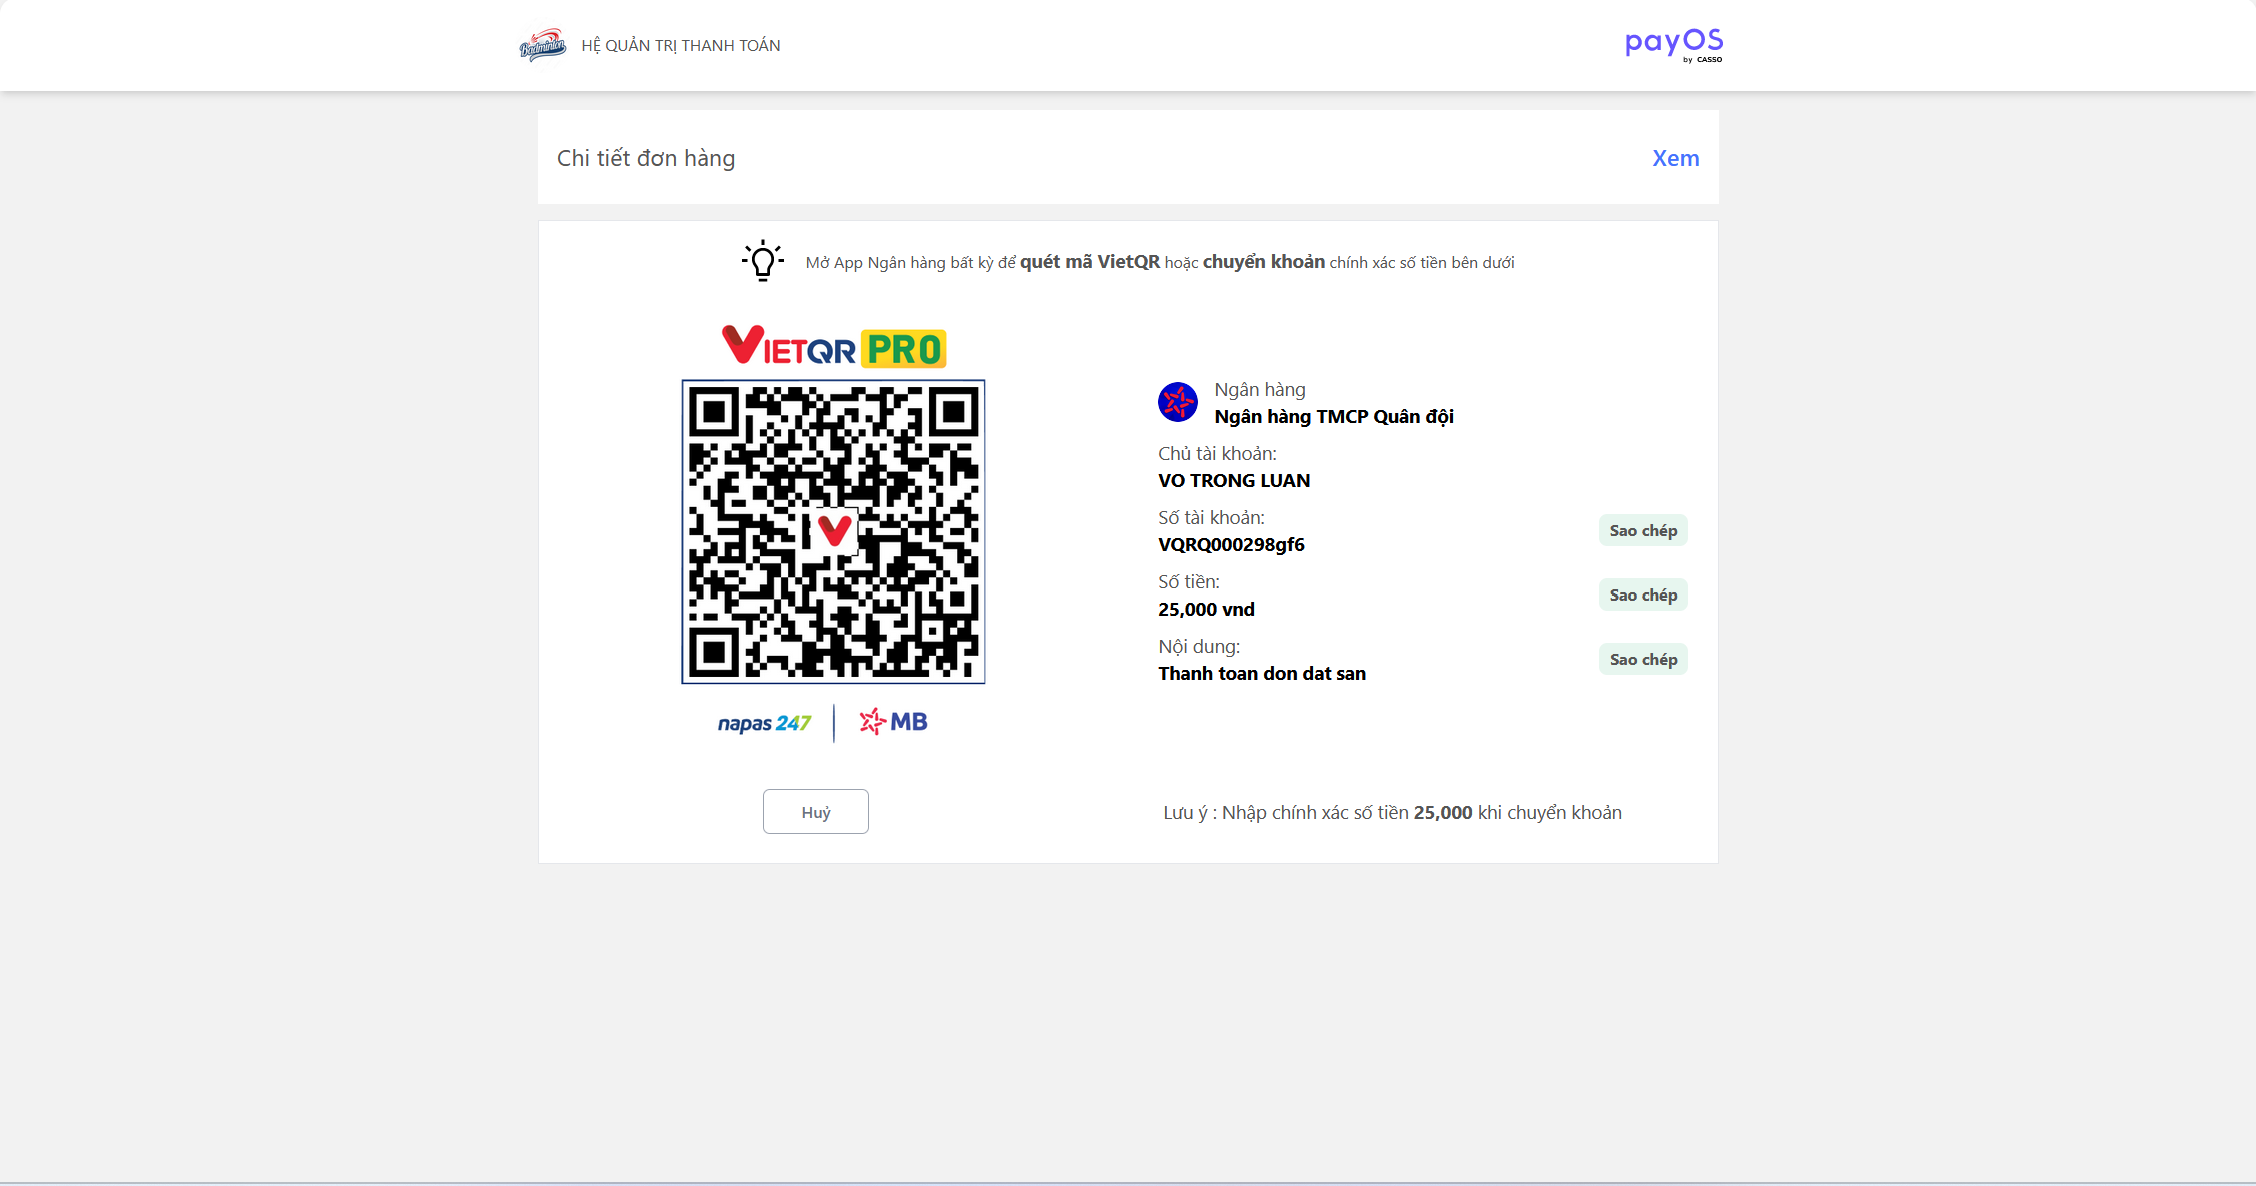 Badminton
HỆ QUẢN TRỊ THANH TOÁN
payOS
by CASSO
Chi tiết đơn hàng
Xem
Mở App Ngân hàng bất kỳ để quét mã VietQR hoặc chuyển khoản chính xác số tiền bên dưới
VIETQR PRO
Ngân hàng
Ngân hàng TMCP Quân đội
Chủ tài khoản:
VO TRONG LUAN
Số tài khoản:
VQRQ000298gf6
Sao chép
Số tiền:
25,000 vnd
Sao chép
Nội dung:
Thanh toan don dat san
Sao chép
napas 247
MB
Huỷ
Lưu ý : Nhập chính xác số tiền 25,000 khi chuyển khoản